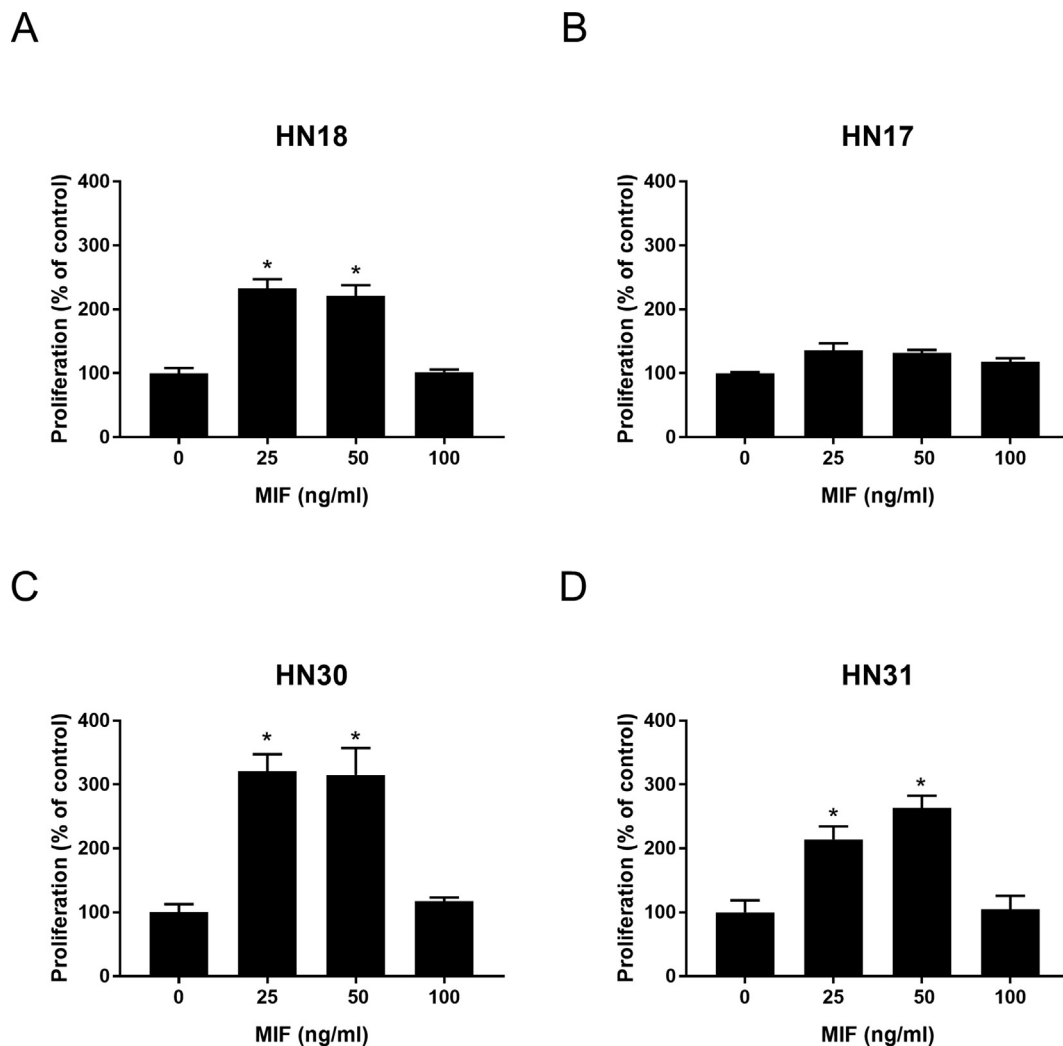 A
HN18
Proliferation (% of control)
400
300
200
100
0
* *
0 25 50 100
MIF (ng/ml)
B
HN17
Proliferation (% of control)
400
300
200
100
0
0 25 50 100
MIF (ng/ml)
C
HN30
Proliferation (% of control)
400
300
200
100
0
* *
0 25 50 100
MIF (ng/ml)
D
HN31
Proliferation (% of control)
400
300
200
100
0
* *
0 25 50 100
MIF (ng/ml)